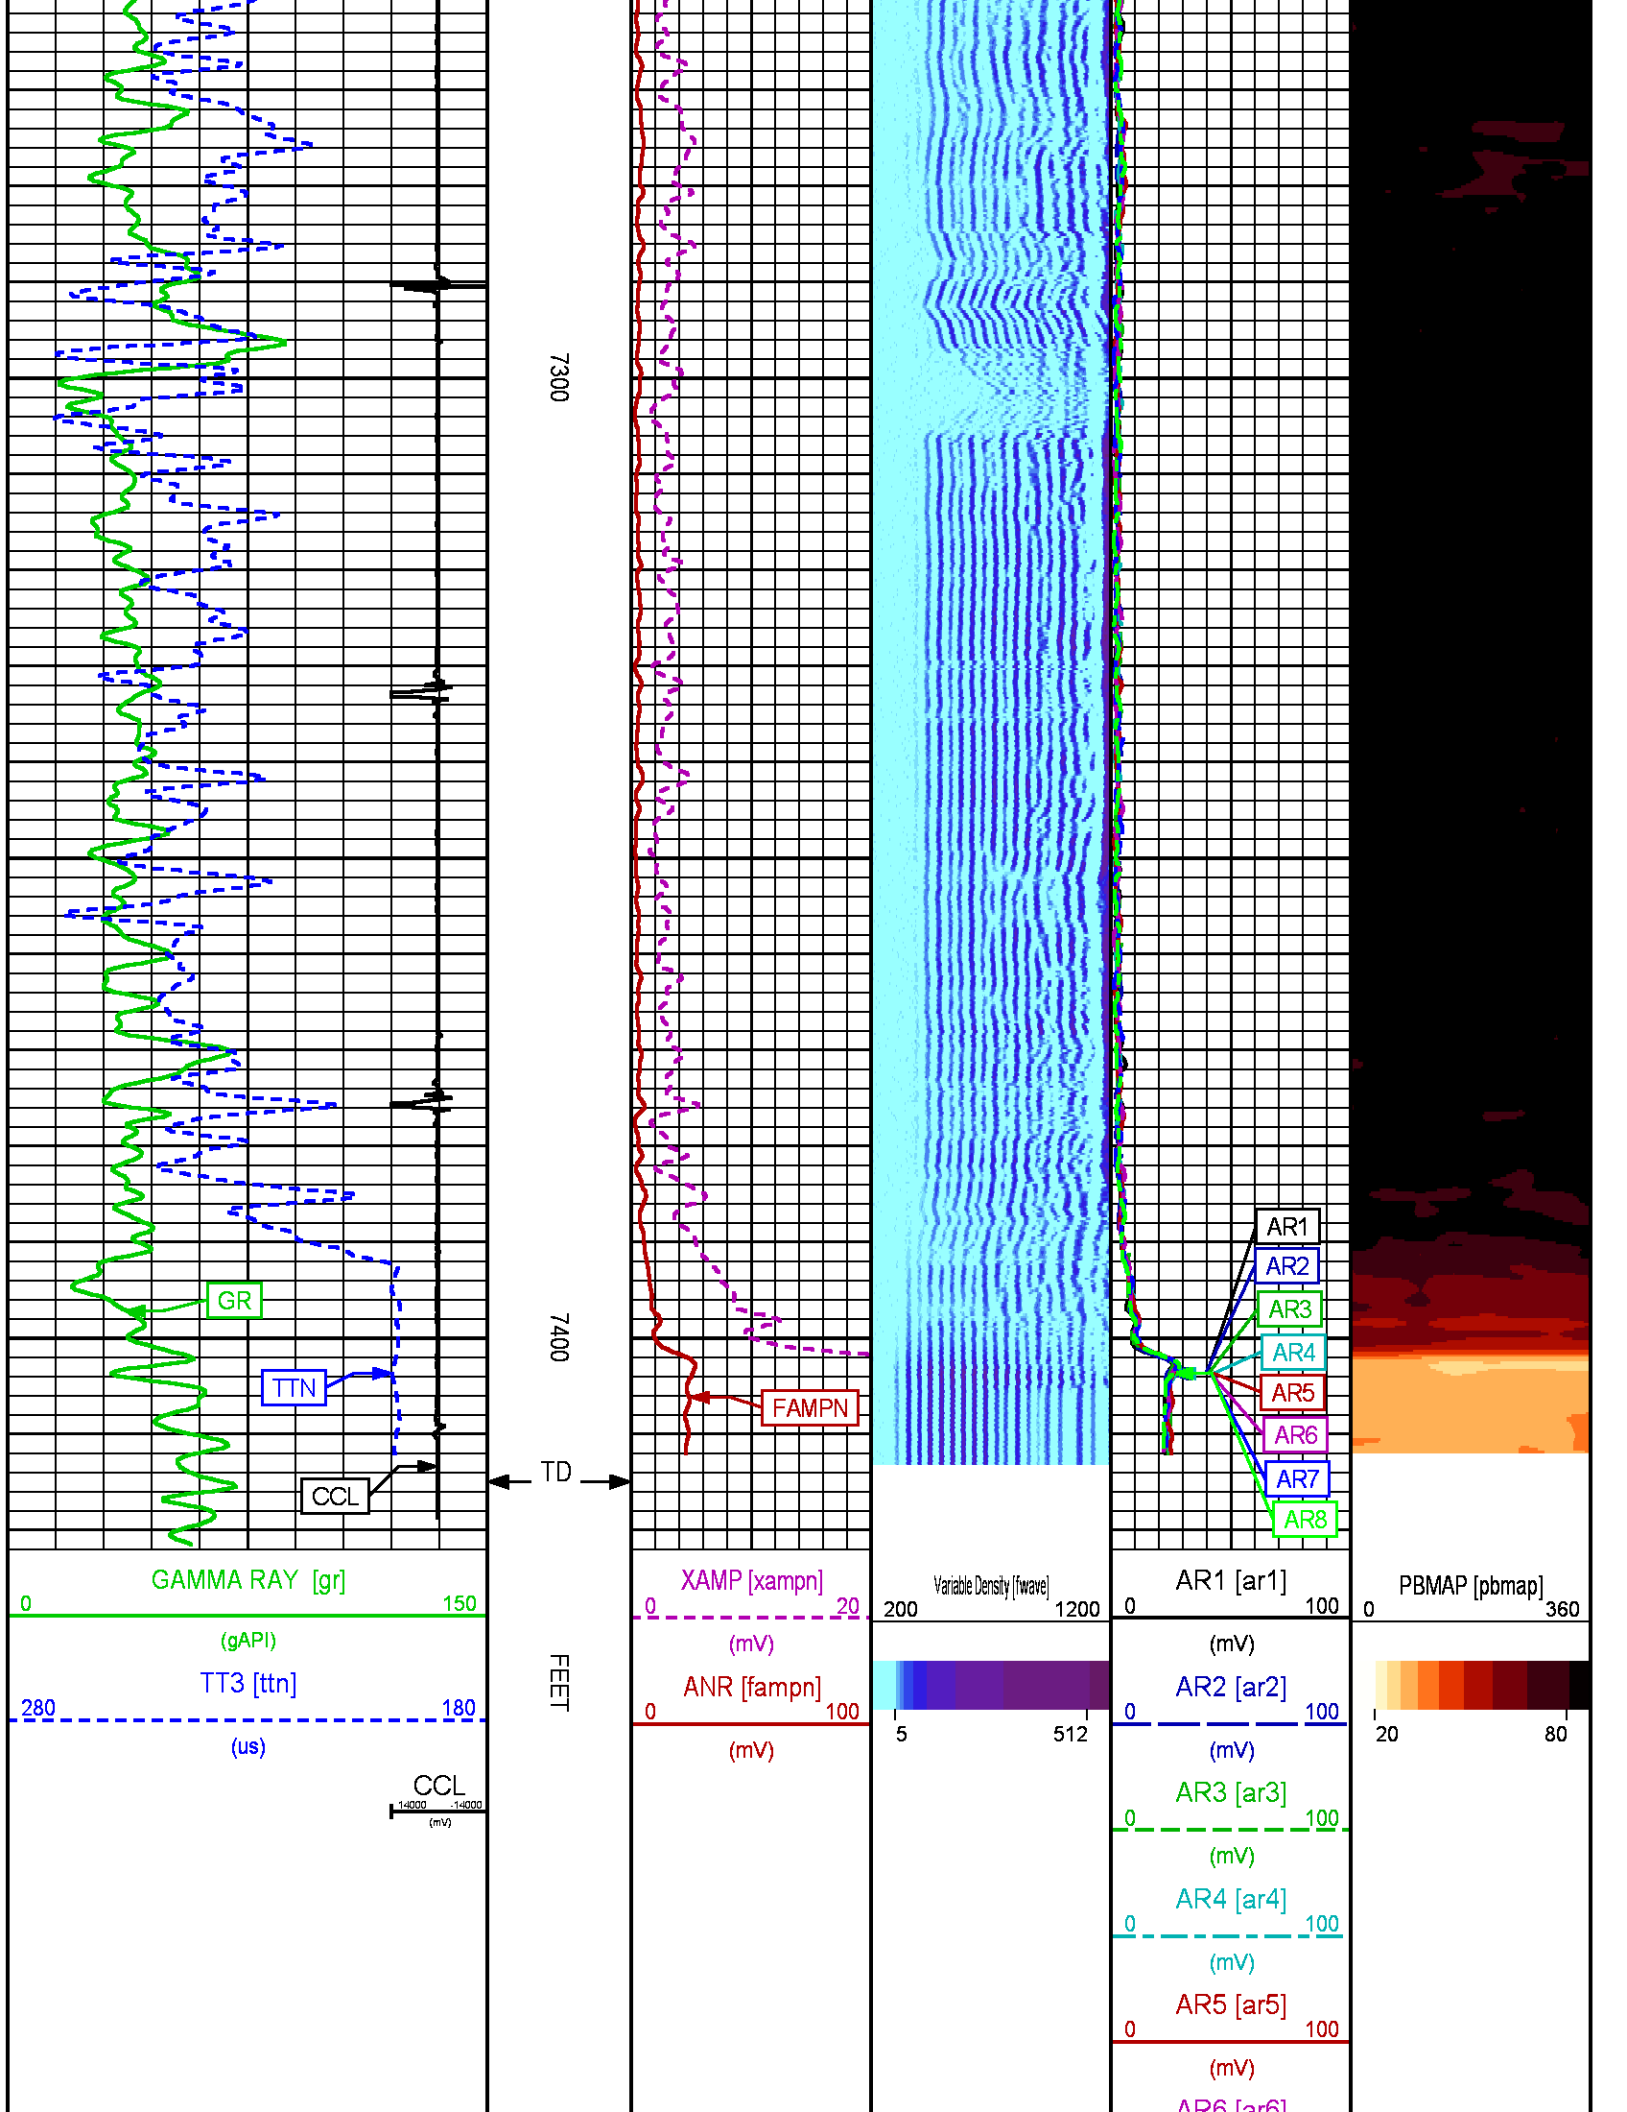 7300
AR1
AR2
GR
AR3
7400
AR4
TTN
AR5
FAMPN
AR6
TD
AR7
CCL
AR8
GAMMA RAY [gr]
0 150
(gAPI)
TT3 [ttn]
280 180
(us)
CCL
14000 -14000
(mV)
FEET
XAMP [xampn]
0 20
(mV)
ANR [fampn]
0 100
(mV)
Variable Density [fwave]
200 1200
5 512
AR1 [ar1]
0 100
(mV)
AR2 [ar2]
0 100
(mV)
AR3 [ar3]
0 100
(mV)
AR4 [ar4]
0 100
(mV)
AR5 [ar5]
0 100
(mV)
AR6 [ar6]
PBMAP [pbmap]
0 360
20 80